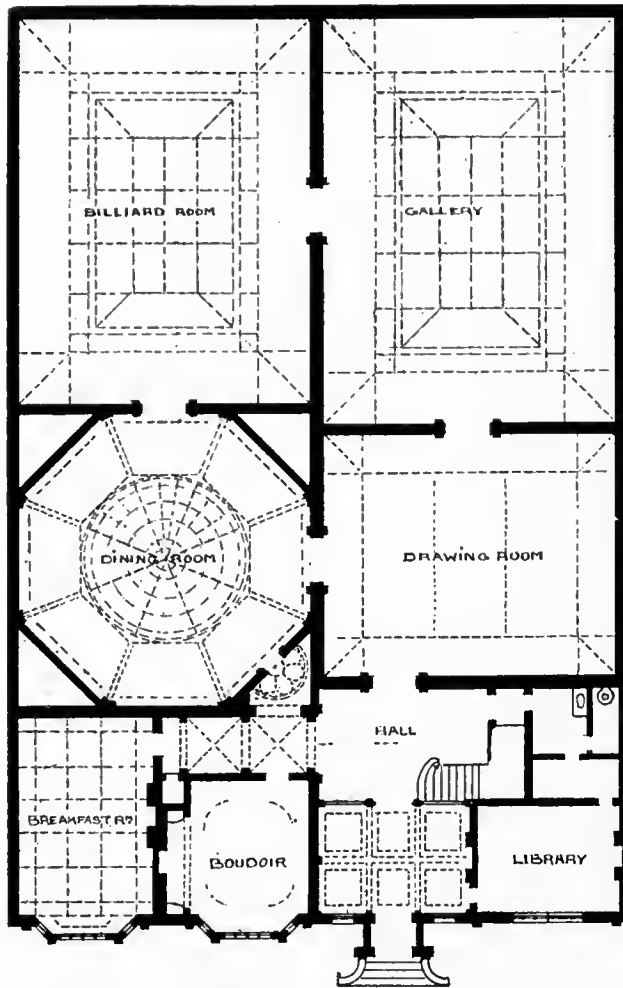 BILLIARD ROOM
GALLERY
DINING ROOM
DRAWING ROOM
HALL
BREAKFAST RM
BOUDOIR
LIBRARY